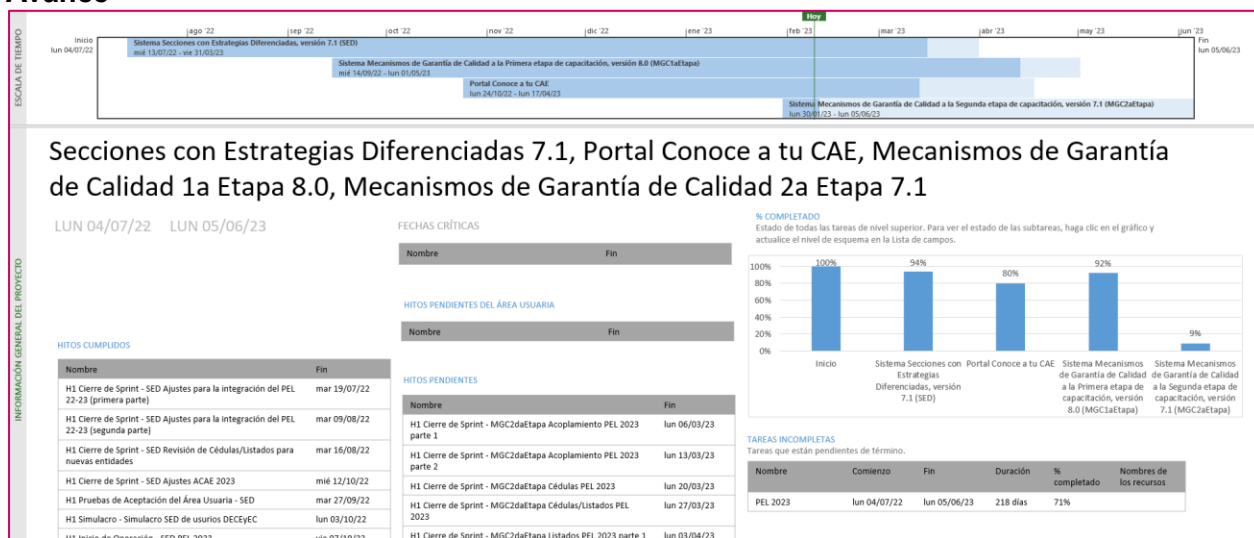 Avance
Hoy
ago '22 sep '22 oct '22 nov '22 dic '22 ene '23 feb '23 mar '23 abr '23 may '23 jun '23
ESCALA DE TIEMPO
Inicio
lun 04/07/22
Sistema Secciones con Estrategias Diferenciadas, versión 7.1 (SED)
mié 13/07/22 - vie 31/03/23
Sistema Mecanismos de Garantía de Calidad a la Primera etapa de capacitación, versión 8.0 (MGC1aEtapa)
mié 14/09/22 - lun 01/05/23
Portal Conoce a tu CAE
lun 24/10/22 - lun 17/04/23
Sistema Mecanismos de Garantía de Calidad a la Segunda etapa de capacitación, versión 7.1 (MGC2aEtapa)
lun 30/01/23 - lun 05/06/23
Fin
lun 05/06/23
INFORMACIÓN GENERAL DEL PROYECTO
Secciones con Estrategias Diferenciadas 7.1, Portal Conoce a tu CAE, Mecanismos de Garantía
de Calidad 1a Etapa 8.0, Mecanismos de Garantía de Calidad 2a Etapa 7.1
LUN 04/07/22 LUN 05/06/23
HITOS CUMPLIDOS
Nombre Fin
H1 Cierre de Sprint - SED Ajustes para la integración del PEL mar 19/07/22
22-23 (primera parte)
H1 Cierre de Sprint - SED Ajustes para la integración del PEL mar 09/08/22
22-23 (segunda parte)
H1 Cierre de Sprint - SED Revisión de Cédulas/Listados para mar 16/08/22
nuevas entidades
H1 Cierre de Sprint - SED Ajustes ACAE 2023 mié 12/10/22
H1 Pruebas de Aceptación del Área Usuaria - SED mar 27/09/22
H1 Simulacro - Simulacro SED de usurios DECEyEC lun 03/10/22
H1 Inicio de Operación - SED PEL 2023 vie 07/10/22
FECHAS CRÍTICAS
Nombre Fin
HITOS PENDIENTES DEL ÁREA USUARIA
Nombre Fin
HITOS PENDIENTES
Nombre Fin
H1 Cierre de Sprint - MGC2daEtapa Acoplamiento PEL 2023 lun 06/03/23
parte 1
H1 Cierre de Sprint - MGC2daEtapa Acoplamiento PEL 2023 lun 13/03/23
parte 2
H1 Cierre de Sprint - MGC2daEtapa Cédulas PEL 2023 lun 20/03/23
H1 Cierre de Sprint - MGC2daEtapa Cédulas/Listados PEL lun 27/03/23
2023
H1 Cierre de Sprint - MGC2daEtapa Listados PEL 2023 parte 1 lun 03/04/23
% COMPLETADO
Estado de todas las tareas de nivel superior. Para ver el estado de las subtareas, haga clic en el gráfico y
actualice el nivel de esquema en la Lista de campos.
100% 94% 80% 92% 9%
100%
80%
60%
40%
20%
0%
Inicio Sistema Secciones con Portal Conoce a tu CAE Sistema Mecanismos Sistema Mecanismos
Estrategias de Garantía de Calidad de Garantía de Calidad
Diferenciadas, versión a la Primera etapa de a la Segunda etapa de
7.1 (SED) capacitación, versión capacitación, versión
8.0 (MGC1aEtapa) 7.1 (MGC2aEtapa)
TAREAS INCOMPLETAS
Tareas que están pendientes de término.
Nombre Comienzo Fin Duración % Nombres de
completado los recursos
PEL 2023 lun 04/07/22 lun 05/06/23 218 días 71%